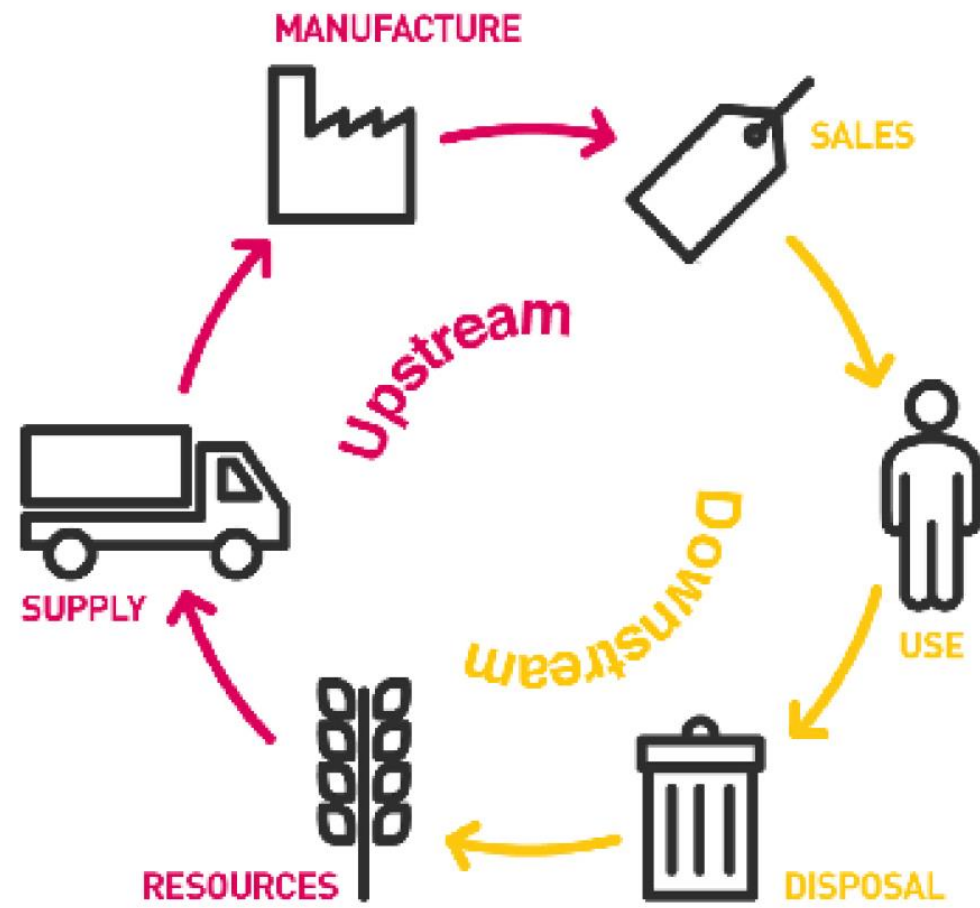 MANUFACTURE
SALES
Upstream
Downstream
SUPPLY
USE
RESOURCES
DISPOSAL